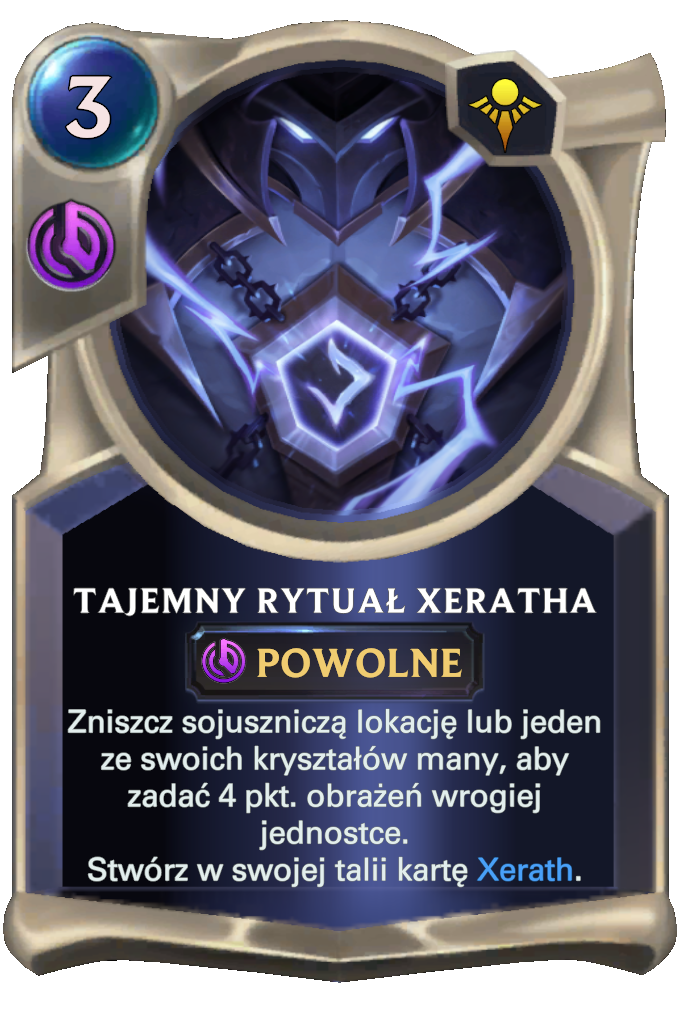 3
TAJEMNY RYTUAŁ XERATHA
POWOLNE
Zniszcz sojuszniczą lokację lub jeden
ze swoich kryształów many, aby
zadać 4 pkt. obrażeń wrogiej
jednostce.
Stwórz w swojej talii kartę Xerath.